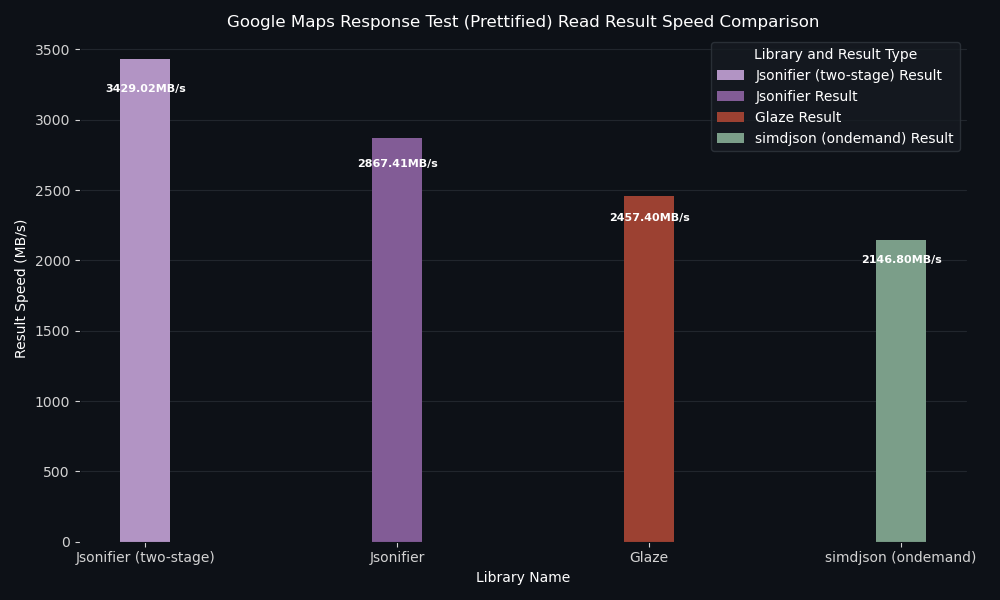 Google Maps Response Test (Prettified) Read Result Speed Comparison
Library and Result Type
Jsonifier (two-stage) Result
Jsonifier Result
Glaze Result
simdjson (ondemand) Result
3500
3000
2500
2000
1500
1000
500
0
Result Speed (MB/s)
3429.02MB/s
2867.41MB/s
2457.40MB/s
2146.80MB/s
Jsonifier (two-stage)
Jsonifier
Glaze
simdjson (ondemand)
Library Name